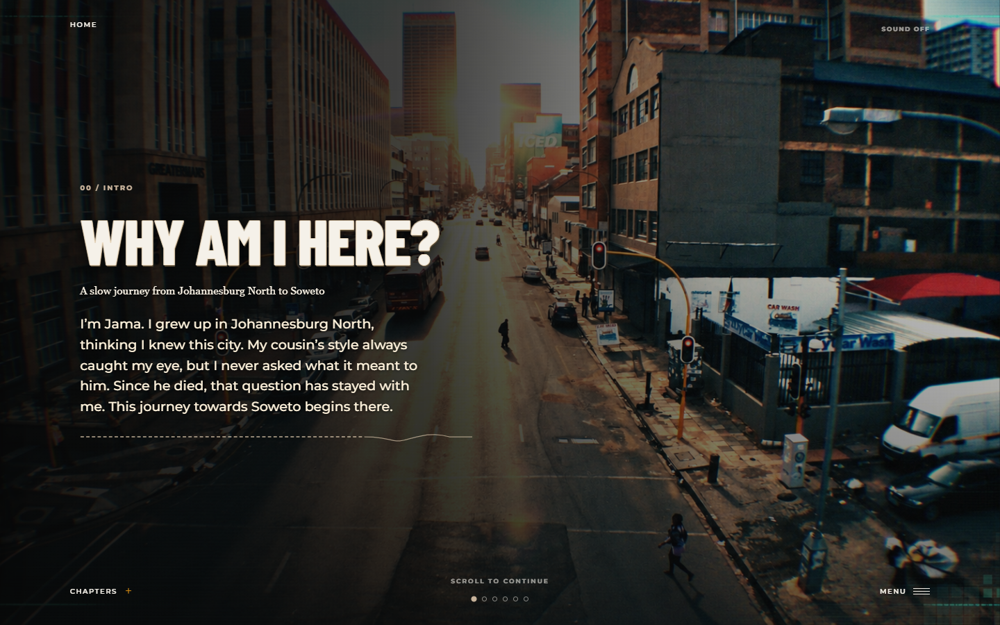 HOME
SOUND OFF
ICED
GREATERMANS
00 / INTRO
WHY AM I HERE?
A slow journey from Johannesburg North to Soweto
I’m Jama. I grew up in Johannesburg North,
thinking I knew this city. My cousin’s style always
caught my eye, but I never asked what it meant to
him. Since he died, that question has stayed with
me. This journey towards Soweto begins there.
CAR WASH
Car Wash
SCROLL TO CONTINUE
CHAPTERS +
MENU